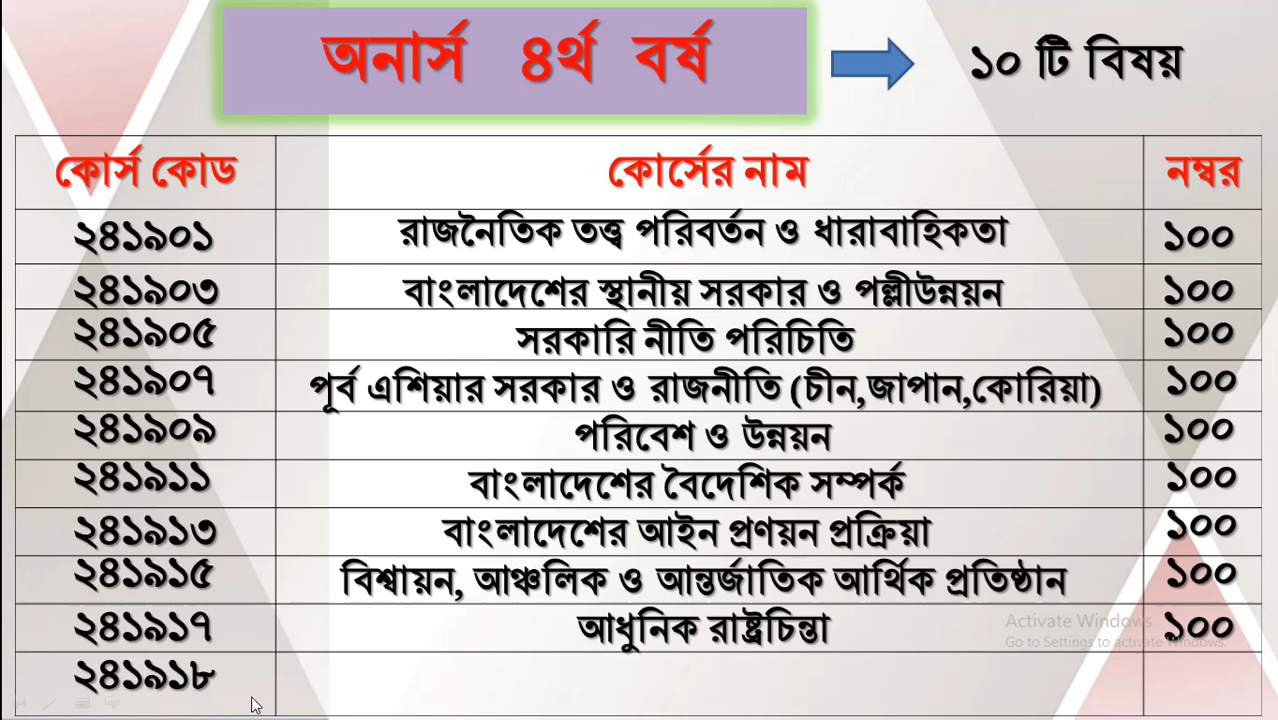 অনার্স ৪র্থ বর্ষ ১০ টি বিষয়
কোর্স কোড কোর্সের নাম নম্বর
২৪১৯০১ রাজনৈতিক তত্ত্ব পরিবর্তন ও ধারাবাহিকতা ১০০
২৪১৯০৩ বাংলাদেশের স্থানীয় সরকার ও পল্লীউন্নয়ন ১০০
২৪১৯০৫ সরকারি নীতি পরিচিতি ১০০
২৪১৯০৭ পূর্ব এশিয়ার সরকার ও রাজনীতি (চীন,জাপান,কোরিয়া) ১০০
২৪১৯০৯ পরিবেশ ও উন্নয়ন ১০০
২৪১৯১১ বাংলাদেশের বৈদেশিক সম্পর্ক ১০০
২৪১৯১৩ বাংলাদেশের আইন প্রণয়ন প্রক্রিয়া ১০০
২৪১৯১৫ বিশ্বায়ন, আঞ্চলিক ও আন্তর্জাতিক আর্থিক প্রতিষ্ঠান ১০০
২৪১৯১৭ আধুনিক রাষ্ট্রচিন্তা ১০০
Activate Windows
Go to Settings to activate Windows.
২৪১৯১৮